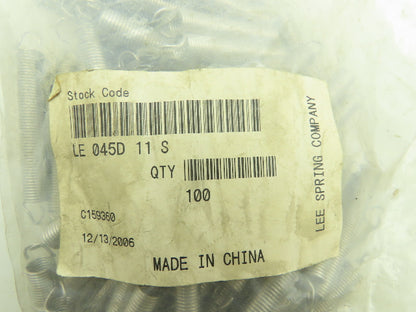 Stock Code
LE 045D 11 S
QTY
100
C159360
12/13/2006
MADE IN CHINA
LEE SPRING COMPANY